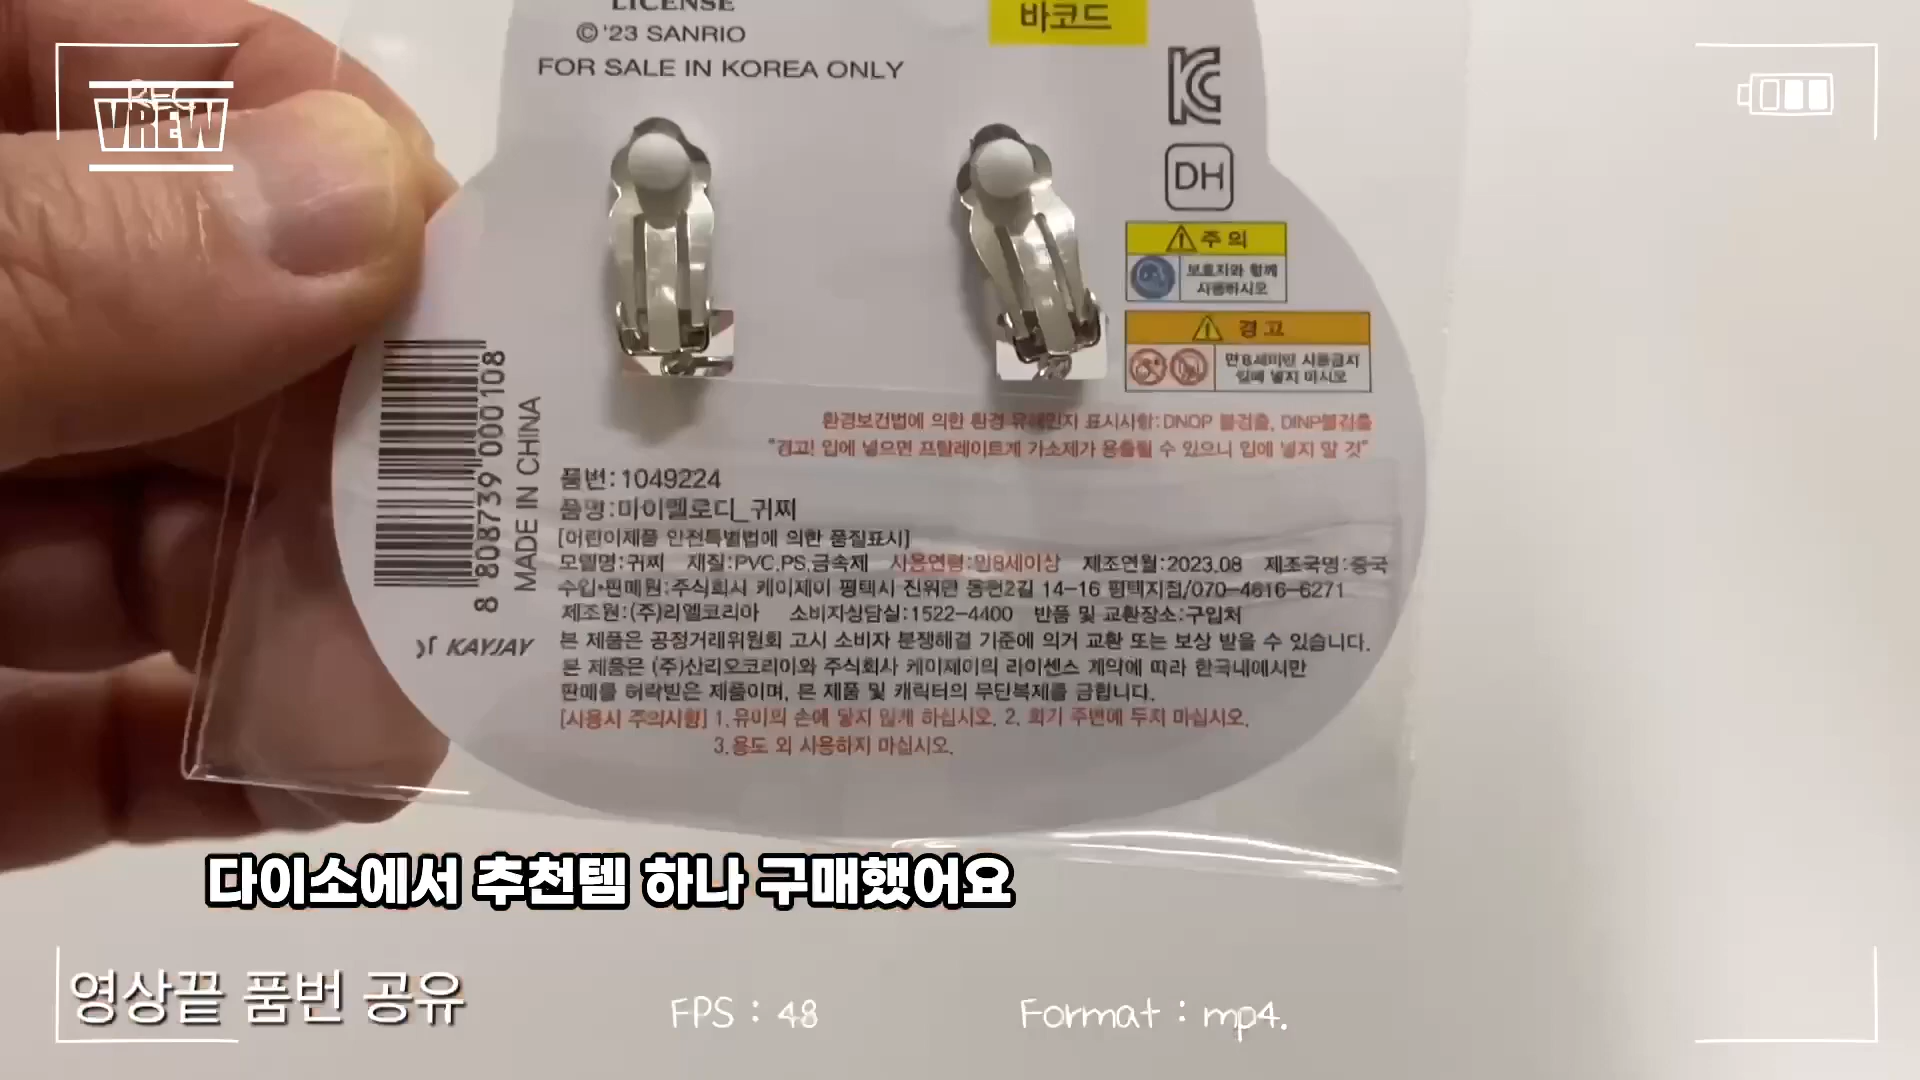 LICENSE
© '23 SANRIO
FOR SALE IN KOREA ONLY
바코드
REC
VREW
KC
DH
주의
보호자와 함께
사용하시오
경고
만8세미만 사용금지
입에 넣지 마시오
환경보건법에 의한 환경 유해인자 표시사항:DNOP 불검출, DINP불검출
"경고! 입에 넣으면 프탈레이트계 가소제가 용출될 수 있으니 입에 넣지 말 것"
8 808739 000108
MADE IN CHINA
품번:1049224
품명:마이멜로디_귀찌
[어린이제품 안전특별법에 의한 품질표시]
모델명:귀찌 재질:PVC,PS,금속제 사용연령:만8세이상 제조연월:2023.08 제조국명:중국
수입•판매원:주식회사 케이제이 평택시 진위면 동천2길 14-16 평택지점/070-4616-6271
제조원:(주)리엘코리아 소비자상담실:1522-4400 반품 및 교환장소:구입처
KAYJAY
본 제품은 공정거래위원회 고시 소비자 분쟁해결 기준에 의거 교환 또는 보상 받을 수 있습니다.
본 제품은 (주)산리오코리아와 주식회사 케이제이의 라이센스 계약에 따라 한국내에서만
판매를 허락받은 제품이며, 본 제품 및 캐릭터의 무단복제를 금합니다.
[사용시 주의사항] 1.유아의 손에 닿지 않게 하십시오. 2. 화기 주변에 두지 마십시오.
3.용도 외 사용하지 마십시오.
다이소에서 추천템 하나 구매했어요
영상끝 품번 공유
FPS : 48
Format : mp4.